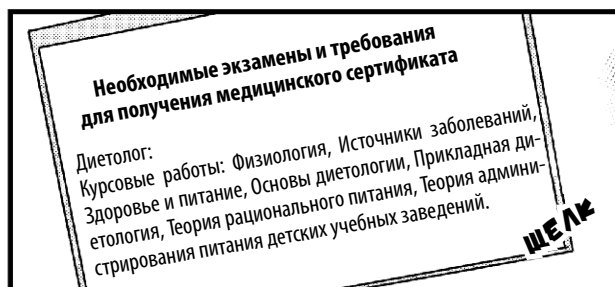 Необходимые экзамены и требования
для получения медицинского сертификата
Диетолог:
Курсовые работы: Физиология, Источники заболеваний,
Здоровье и питание, Основы диетологии, Прикладная ди-
етология, Теория рационального питания, Теория админи-
стрирования питания детских учебных заведений.
ЩЕЛК